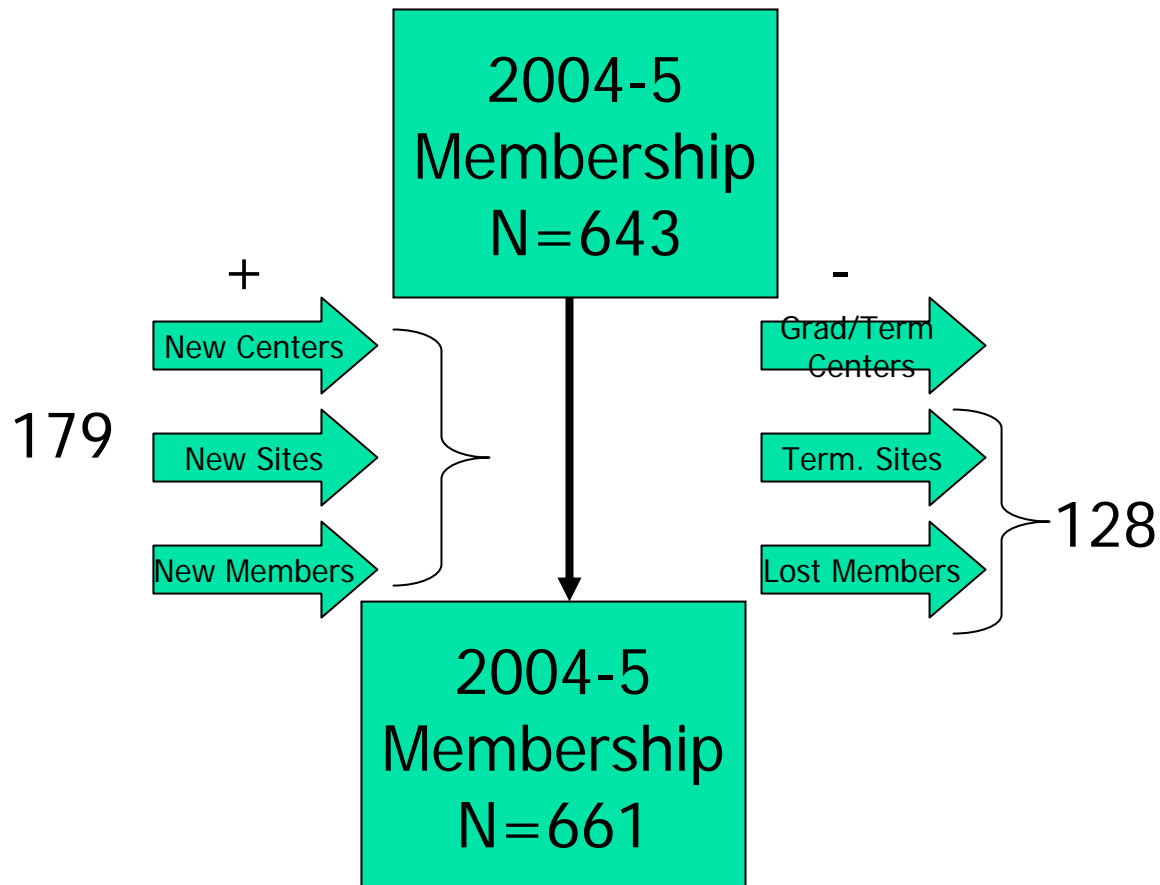 2004-5
Membership
N=643
+
-
New Centers
Grad/Term
Centers
179
New Sites
Term. Sites
128
New Members
Lost Members
2004-5
Membership
N=661